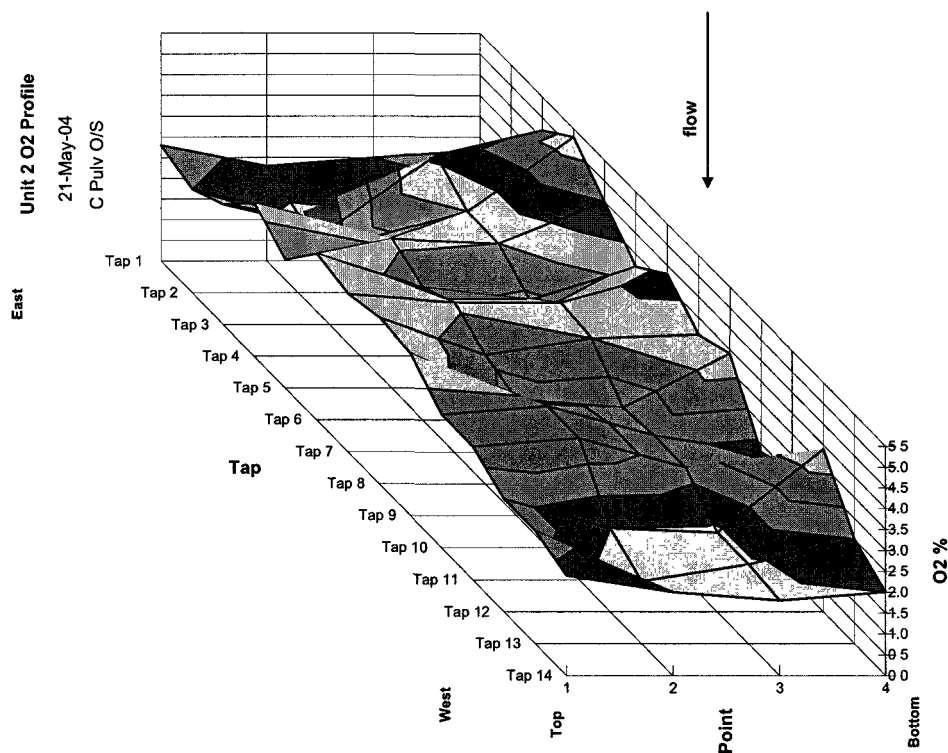 Unit 2 O2 Profile
21-May-04
C Pulv O/S
flow
East
Tap 1
Tap 2
Tap 3
Tap 4
Tap 5
Tap 6
Tap 7
Tap 8
Tap 9
Tap 10
Tap 11
Tap 12
Tap 13
Tap 14
Tap
West
Top
1
2
3
4
Point
Bottom
5 5
5.0
4.5
4.0
3.5
3.0
2.5
2.0
1.5
1.0
0 5
0 0
O2 %